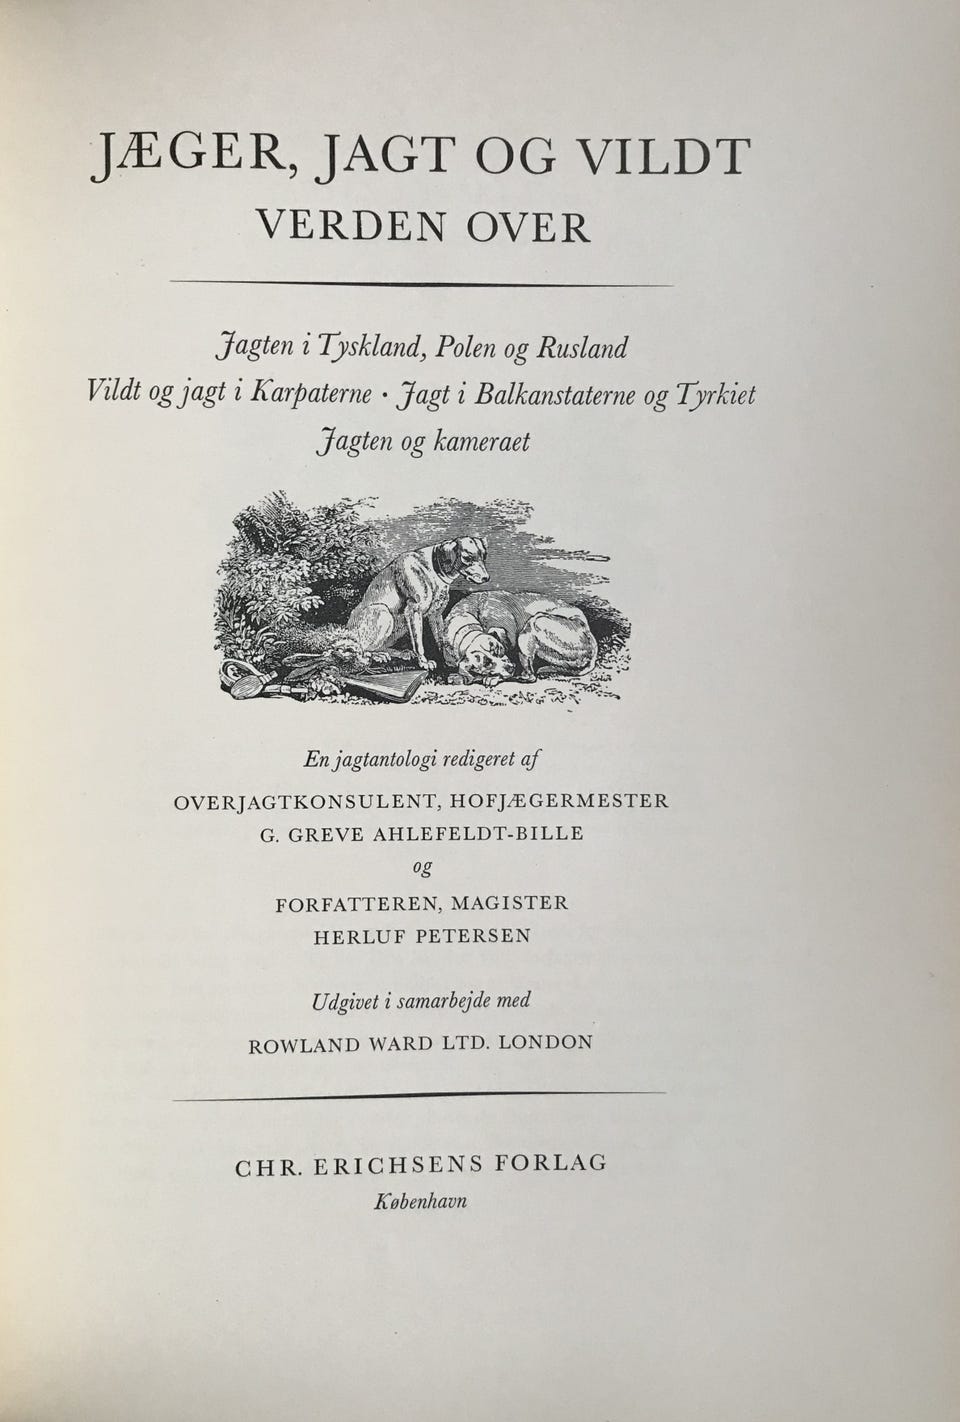 JÆGER, JAGT OG VILDT
VERDEN OVER
Jagten i Tyskland, Polen og Rusland
Vildt og jagt i Karpaterne · Jagt i Balkanstaterne og Tyrkiet
Jagten og kameraet
En jagtantologi redigeret af
OVERJAGTKONSULENT, HOFJÆGERMESTER
G. GREVE AHLEFELDT-BILLE
og
FORFATTEREN, MAGISTER
HERLUF PETERSEN
Udgivet i samarbejde med
ROWLAND WARD LTD. LONDON
CHR. ERICHSENS FORLAG
København